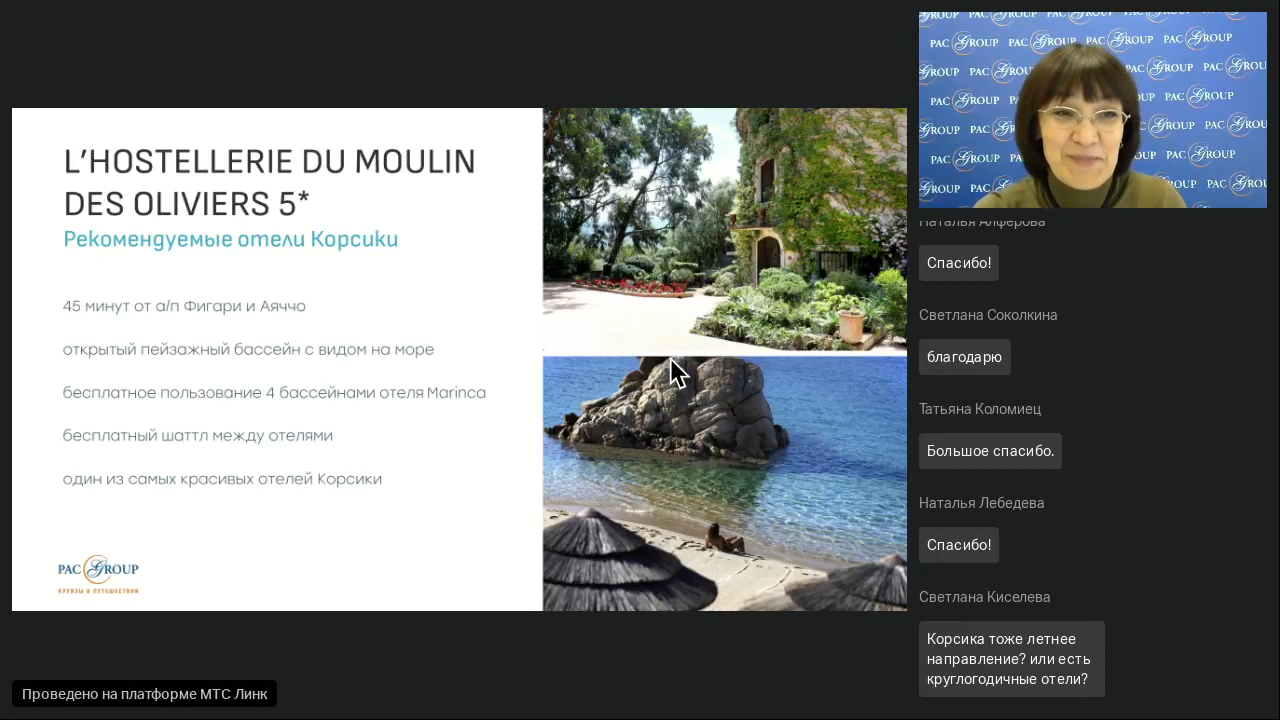 L’HOSTELLERIE DU MOULIN
DES OLIVIERS 5*
Рекомендуемые отели Корсики
45 минут от а/п Фигари и Аяччо
открытый пейзажный бассейн с видом на море
бесплатное пользование 4 бассейнами отеля Marinca
бесплатный шаттл между отелями
один из самых красивых отелей Корсики
PAC GROUP
КРУИЗЫ И ПУТЕШЕСТВИЯ
Проведено на платформе МТС Линк
PAC GROUP
Наталья Алферова
Спасибо!
Светлана Соколкина
благодарю
Татьяна Коломиец
Большое спасибо.
Наталья Лебедева
Спасибо!
Светлана Киселева
Корсика тоже летнее
направление? или есть
круглогодичные отели?